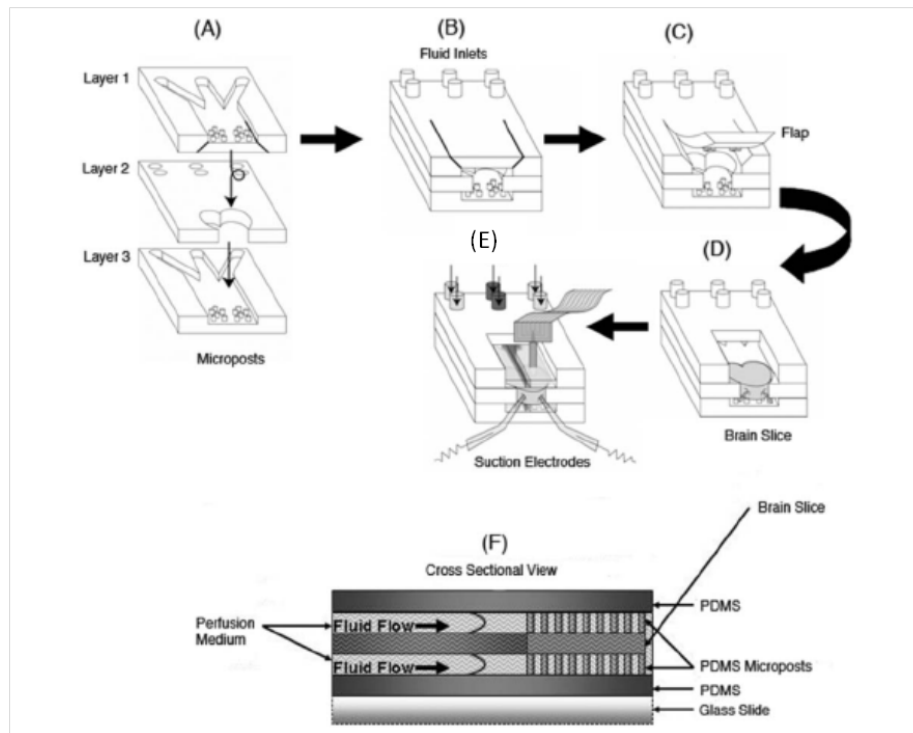 (A)
Layer 1
Layer 2
Layer 3
Microposts
(B)
Fluid Inlets
(C)
Flap
(D)
Brain Slice
(E)
Suction Electrodes
(F)
Cross Sectional View
Brain Slice
PDMS
Perfusion
Medium
Fluid Flow
Fluid Flow
PDMS Microposts
PDMS
Glass Slide